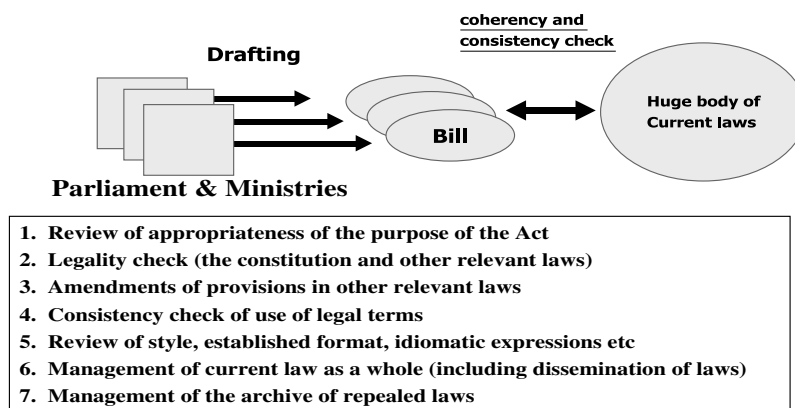 coherency and
consistency check
Drafting
Huge body of
Current laws
Bill
Parliament & Ministries
1. Review of appropriateness of the purpose of the Act
2. Legality check (the constitution and other relevant laws)
3. Amendments of provisions in other relevant laws
4. Consistency check of use of legal terms
5. Review of style, established format, idiomatic expressions etc
6. Management of current law as a whole (including dissemination of laws)
7. Management of the archive of repealed laws